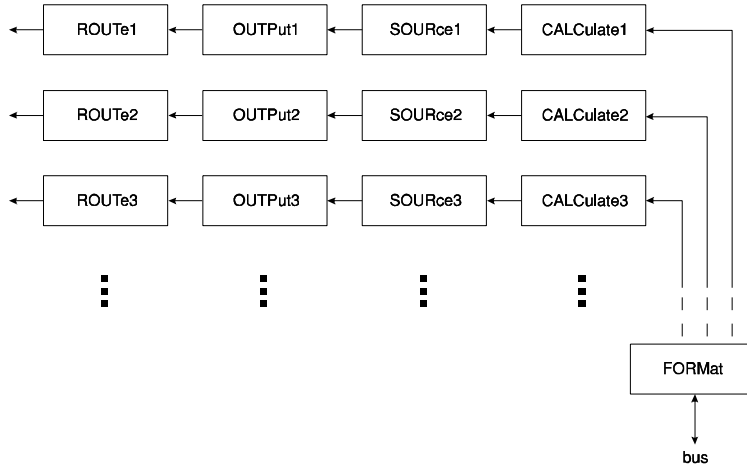 ROUTe1 OUTPut1 SOURce1 CALCulate1
ROUTe2 OUTPut2 SOURce2 CALCulate2
ROUTe3 OUTPut3 SOURce3 CALCulate3
FORMat
bus